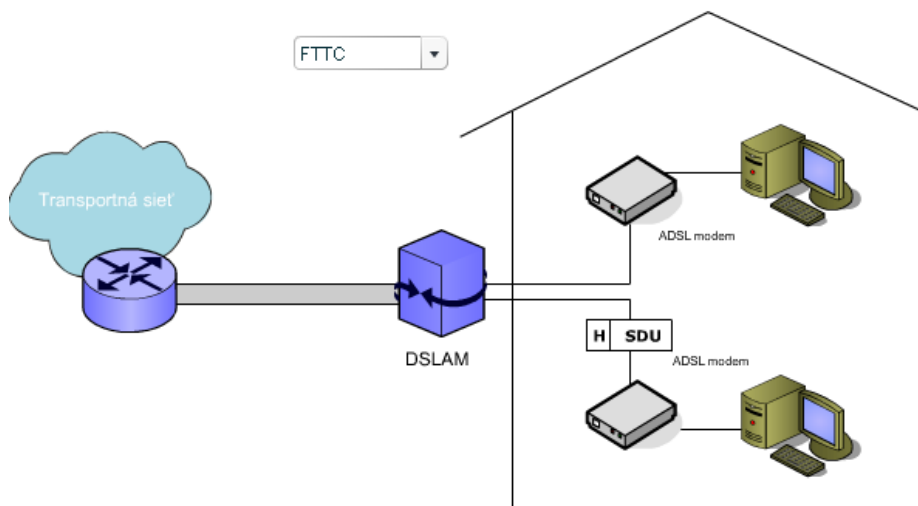 FTTC
Transportná sieť
ADSL modem
DSLAM
H SDU
ADSL modem